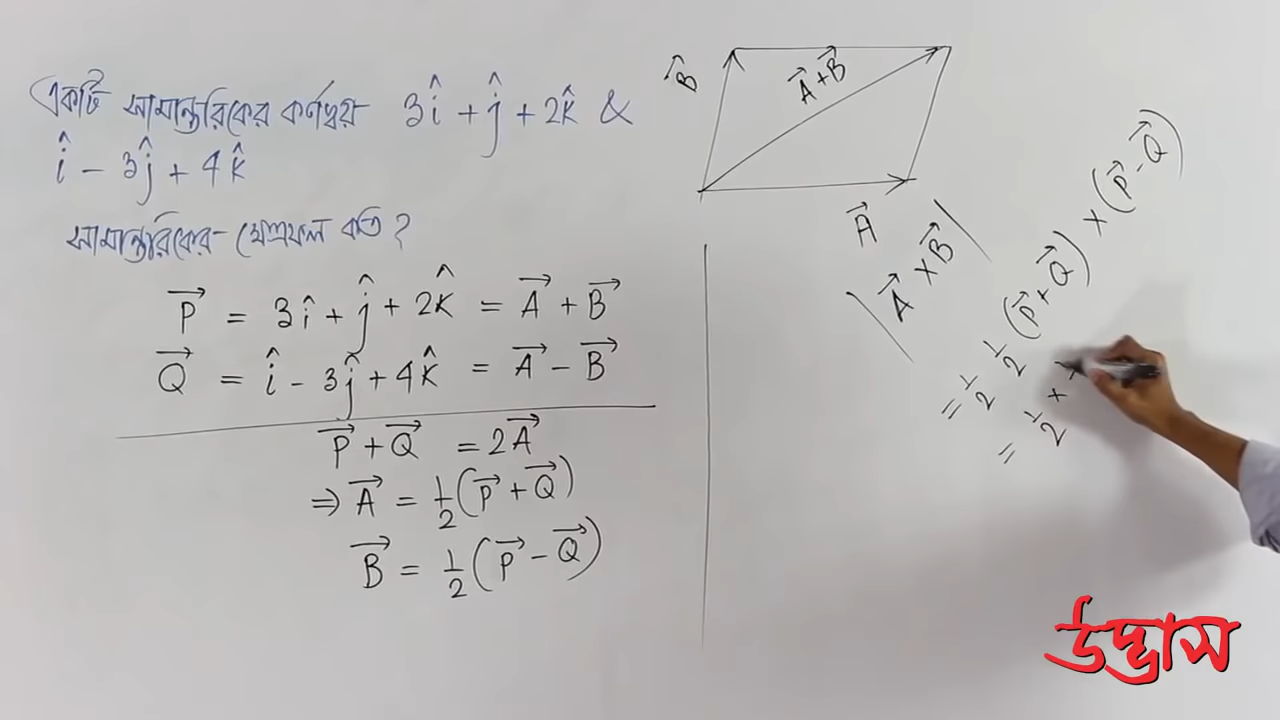 একটি সামান্তরিকের কর্ণদ্বয় 3î + ĵ + 2k̂ &
î − 3ĵ + 4k̂
সামান্তরিকের ক্ষেত্রফল কত ?
P⃗ = 3î + ĵ + 2k̂ = A⃗ + B⃗
Q⃗ = î − 3ĵ + 4k̂ = A⃗ − B⃗
P⃗ + Q⃗ = 2A⃗
⇒ A⃗ = ½(P⃗ + Q⃗)
B⃗ = ½(P⃗ − Q⃗)
B⃗
A⃗+B⃗
A⃗
|A⃗ × B⃗|
= ½ ½ (P⃗+Q⃗) × (P⃗−Q⃗)
= ½ ×
উদ্ভাস